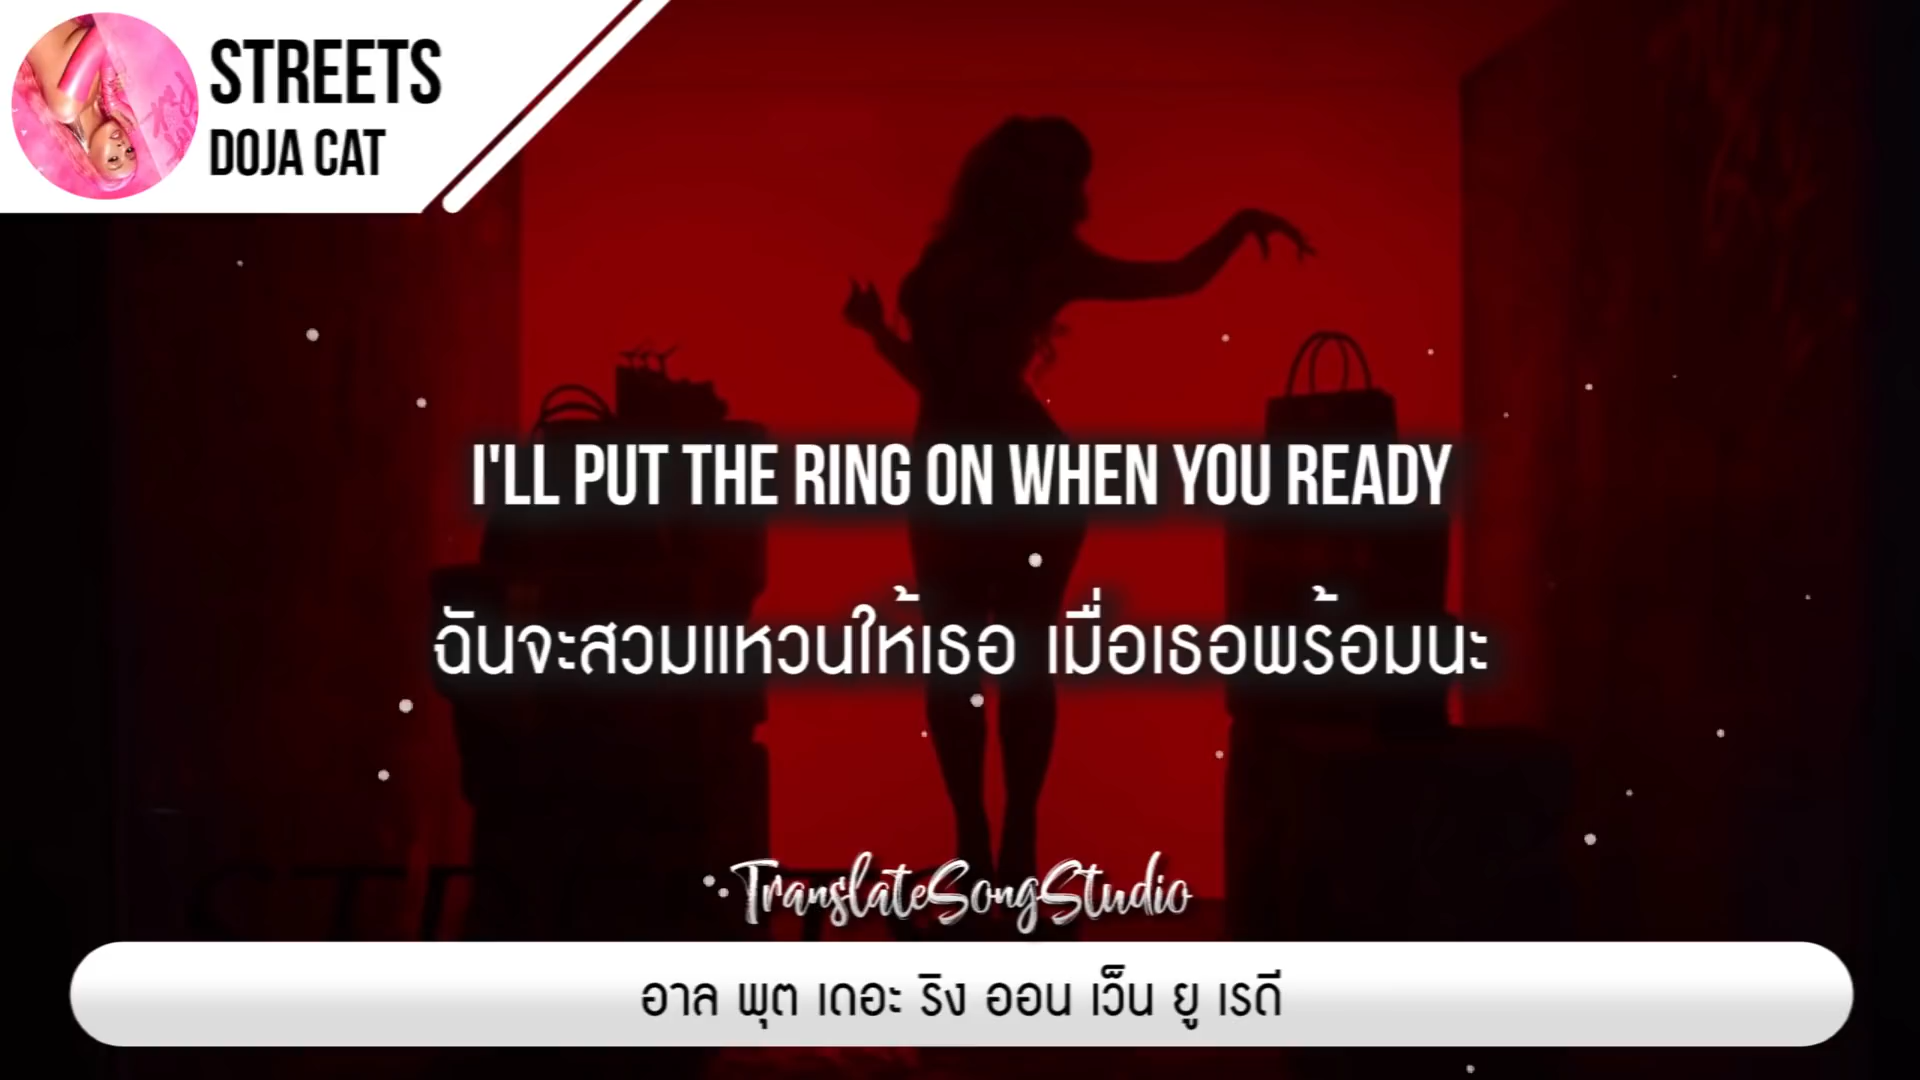 STREETS
DOJA CAT
I'LL PUT THE RING ON WHEN YOU READY
ฉันจะสวมแหวนให้เธอ เมื่อเธอพร้อมนะ
TranslateSongStudio
อาล พุต เดอะ ริง ออน เว็น ยู เรดี